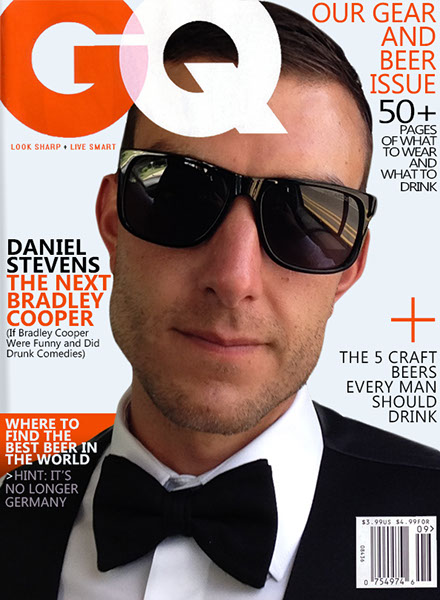 GQ
LOOK SHARP + LIVE SMART
OUR GEAR
AND
BEER
ISSUE
50+
PAGES
OF WHAT
TO WEAR
AND
WHAT TO
DRINK
DANIEL
STEVENS
THE NEXT
BRADLEY
COOPER
(If Bradley Cooper
Were Funny and Did
Drunk Comedies)
+
THE 5 CRAFT
BEERS
EVERY MAN
SHOULD
DRINK
WHERE TO
FIND THE
BEST BEER IN
THE WORLD
>HINT: IT'S
NO LONGER
GERMANY
$3.99US $4.99FOR
09>
08436
0 754974 6